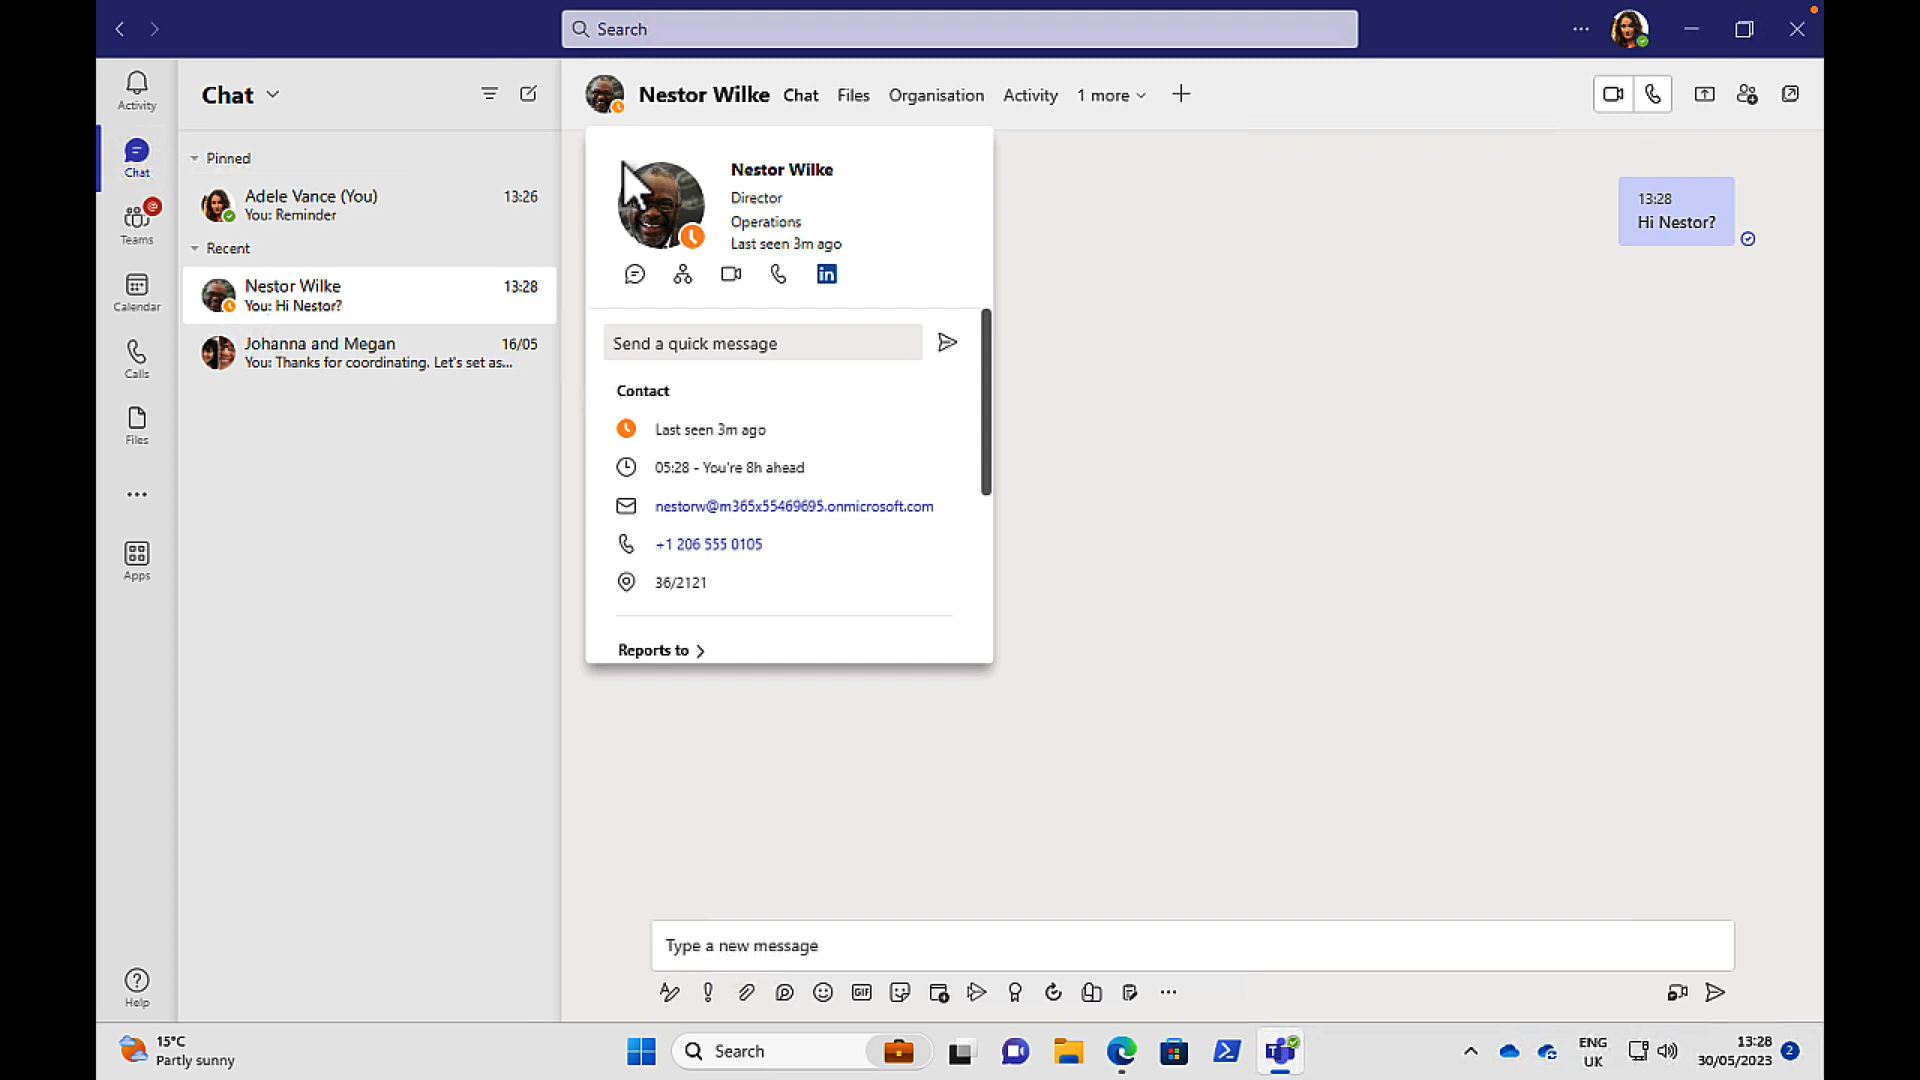 Search
Activity
Chat
Teams
Calendar
Calls
Files
Apps
Help
Chat
Pinned
Adele Vance (You) 13:26
You: Reminder
Recent
Nestor Wilke 13:28
You: Hi Nestor?
Johanna and Megan 16/05
You: Thanks for coordinating. Let's set as...
Nestor Wilke Chat Files Organisation Activity 1 more
Nestor Wilke
Director
Operations
Last seen 3m ago
in
Send a quick message
Contact
Last seen 3m ago
05:28 - You're 8h ahead
nestorw@m365x55469695.onmicrosoft.com
+1 206 555 0105
36/2121
Reports to
13:28
Hi Nestor?
Type a new message
GIF
15°C
Partly sunny
Search
ENG
UK
13:28
30/05/2023
2